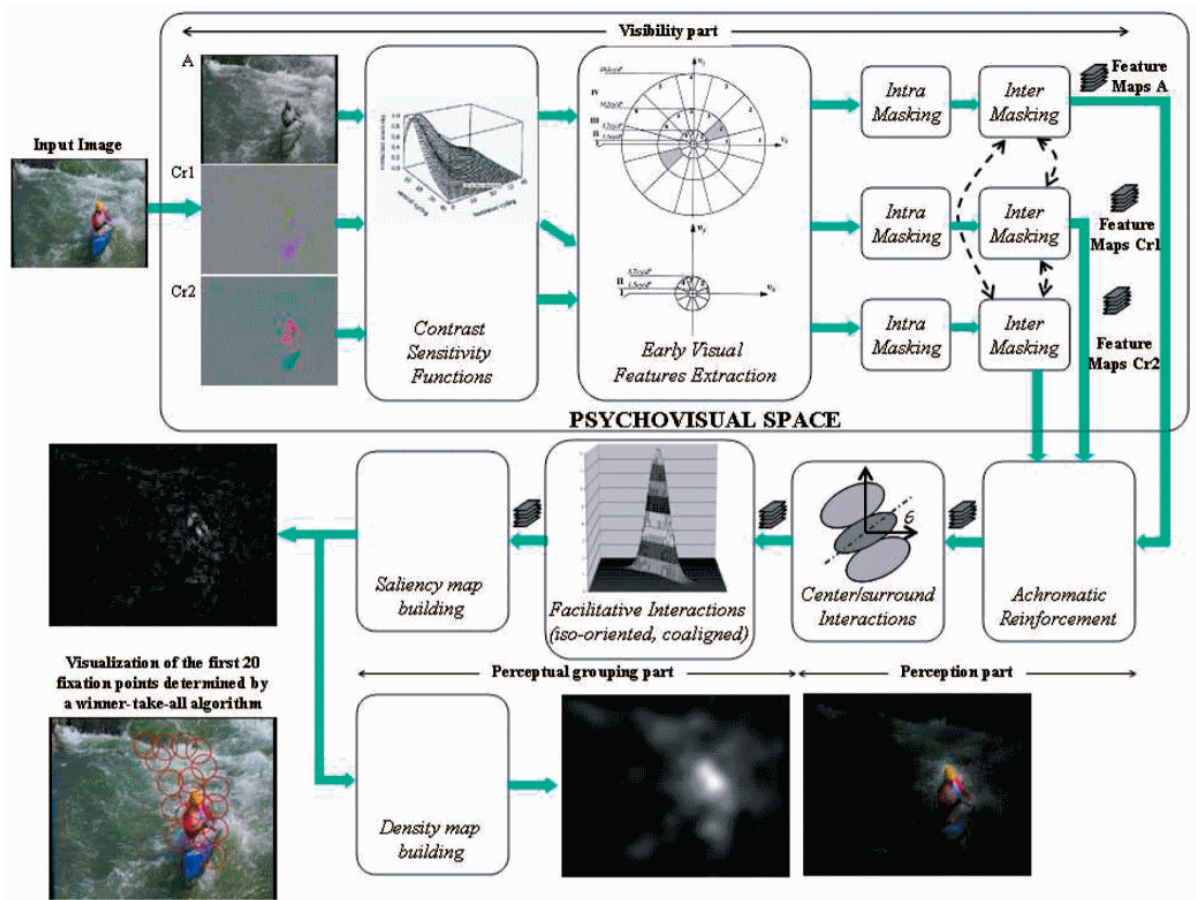 Visibility part
A
Feature
Maps A
Intra
Masking
Inter
Masking
Input Image
Cr1
Cr2
Contrast
Sensitivity
Functions
Early Visual
Features Extraction
Intra
Masking
Inter
Masking
Feature
Maps Cr1
Intra
Masking
Inter
Masking
Feature
Maps Cr2
PSYCHOVISUAL SPACE
Saliency map
building
Facilitative Interactions
(iso-oriented, coaligned)
Center/surround
Interactions
Achromatic
Reinforcement
Visualization of the first 20
fixation points determined by
a winner-take-all algorithm
Perceptual grouping part
Perception part
Density map
building